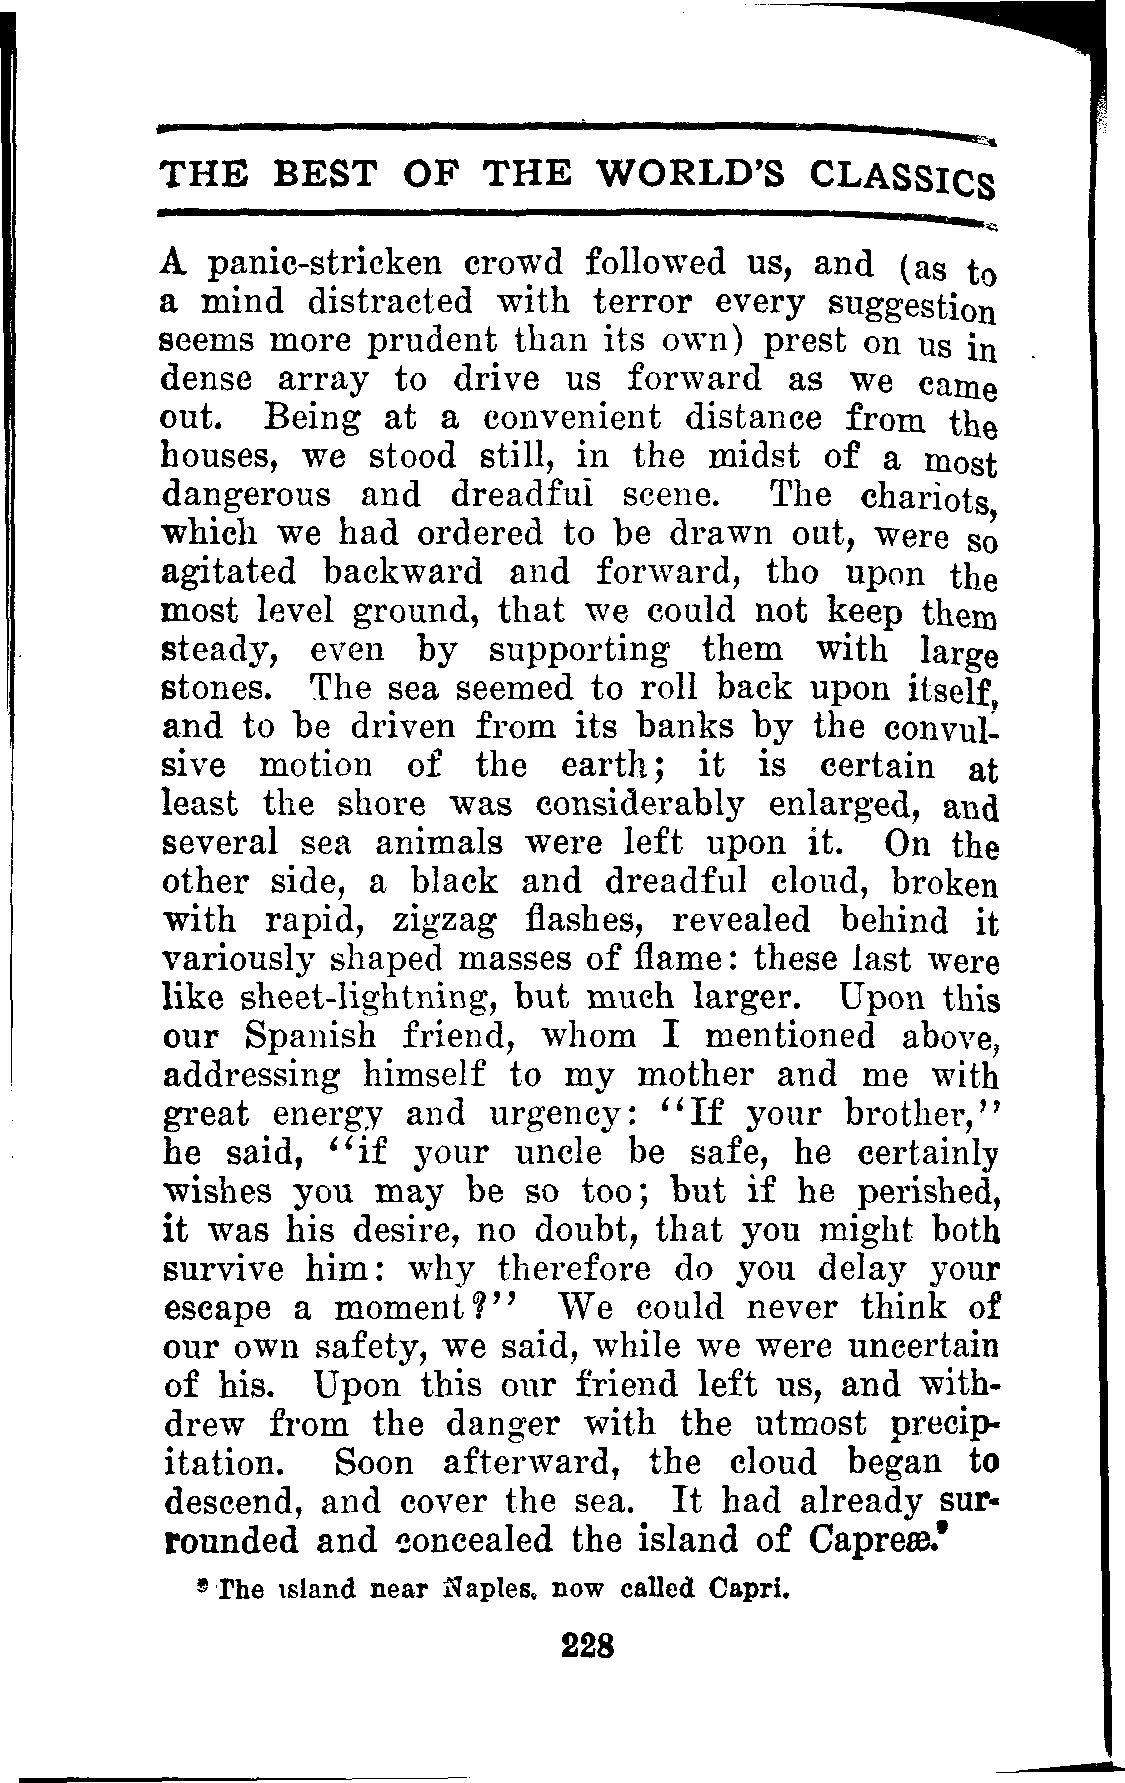 THE BEST OF THE WORLD'S CLASSICS
A panic-stricken crowd followed us, and (as to
a mind distracted with terror every suggestion
seems more prudent than its own) prest on us in
dense array to drive us forward as we came
out. Being at a convenient distance from the
houses, we stood still, in the midst of a most
dangerous and dreadful scene. The chariots,
which we had ordered to be drawn out, were so
agitated backward and forward, tho upon the
most level ground, that we could not keep them
steady, even by supporting them with large
stones. The sea seemed to roll back upon itself,
and to be driven from its banks by the convul-
sive motion of the earth; it is certain at
least the shore was considerably enlarged, and
several sea animals were left upon it. On the
other side, a black and dreadful cloud, broken
with rapid, zigzag flashes, revealed behind it
variously shaped masses of flame: these last were
like sheet-lightning, but much larger. Upon this
our Spanish friend, whom I mentioned above,
addressing himself to my mother and me with
great energy and urgency: "If your brother,"
he said, "if your uncle be safe, he certainly
wishes you may be so too; but if he perished,
it was his desire, no doubt, that you might both
survive him: why therefore do you delay your
escape a moment?" We could never think of
our own safety, we said, while we were uncertain
of his. Upon this our friend left us, and with-
drew from the danger with the utmost precip-
itation. Soon afterward, the cloud began to
descend, and cover the sea. It had already sur-
rounded and concealed the island of Capreæ.
The island near Naples, now called Capri.
228